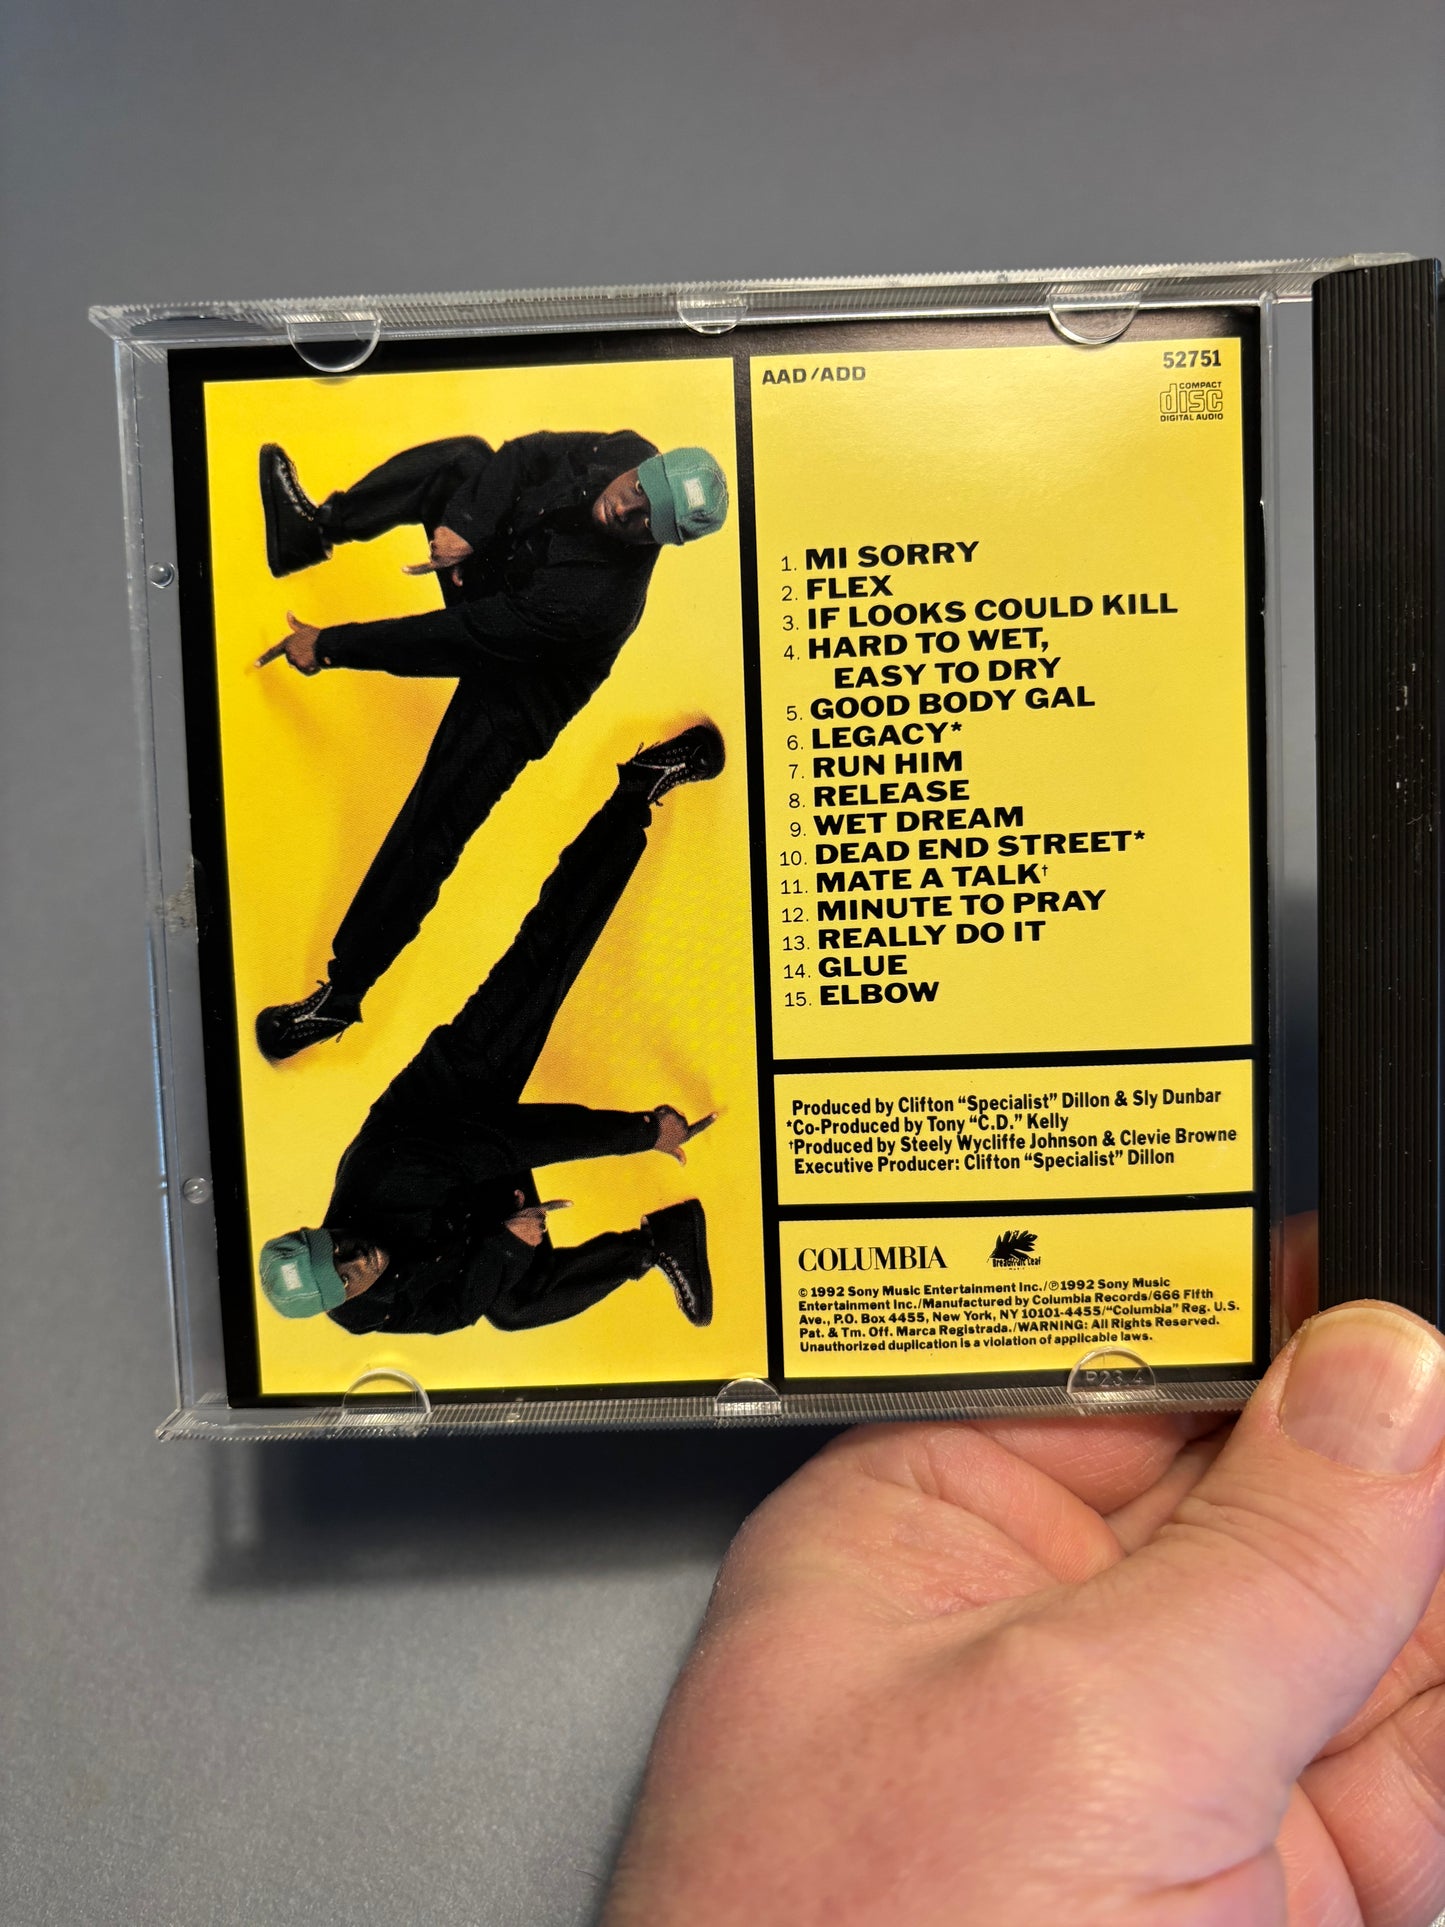 AAD/ADD
52751
COMPACT
disc
DIGITAL AUDIO
1. MI SORRY
2. FLEX
3. IF LOOKS COULD KILL
4. HARD TO WET,
EASY TO DRY
5. GOOD BODY GAL
6. LEGACY*
7. RUN HIM
8. RELEASE
9. WET DREAM
10. DEAD END STREET*
11. MATE A TALK†
12. MINUTE TO PRAY
13. REALLY DO IT
14. GLUE
15. ELBOW
Produced by Clifton “Specialist” Dillon & Sly Dunbar
*Co-Produced by Tony “C.D.” Kelly
†Produced by Steely Wycliffe Johnson & Clevie Browne
Executive Producer: Clifton “Specialist” Dillon
COLUMBIA
Breadfruit Leaf
© 1992 Sony Music Entertainment Inc./℗ 1992 Sony Music
Entertainment Inc./Manufactured by Columbia Records/666 Fifth
Ave., P.O. Box 4455, New York, NY 10101-4455/“Columbia” Reg. U.S.
Pat. & Tm. Off. Marca Registrada./WARNING: All Rights Reserved.
Unauthorized duplication is a violation of applicable laws.
P23 4